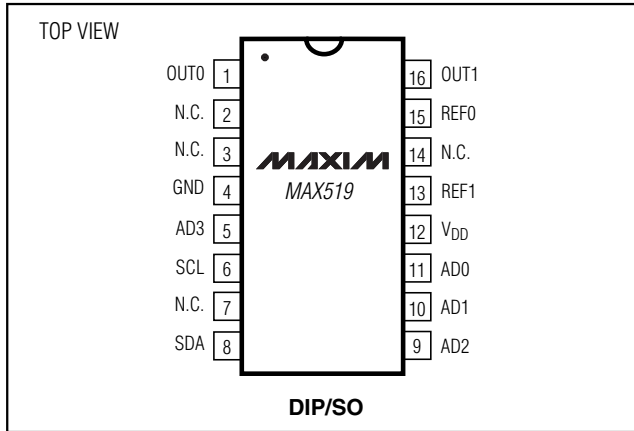 TOP VIEW
OUT0 1
N.C. 2
N.C. 3
GND 4
AD3 5
SCL 6
N.C. 7
SDA 8
MAXIM
MAX519
16 OUT1
15 REF0
14 N.C.
13 REF1
12 VDD
11 AD0
10 AD1
9 AD2
DIP/SO